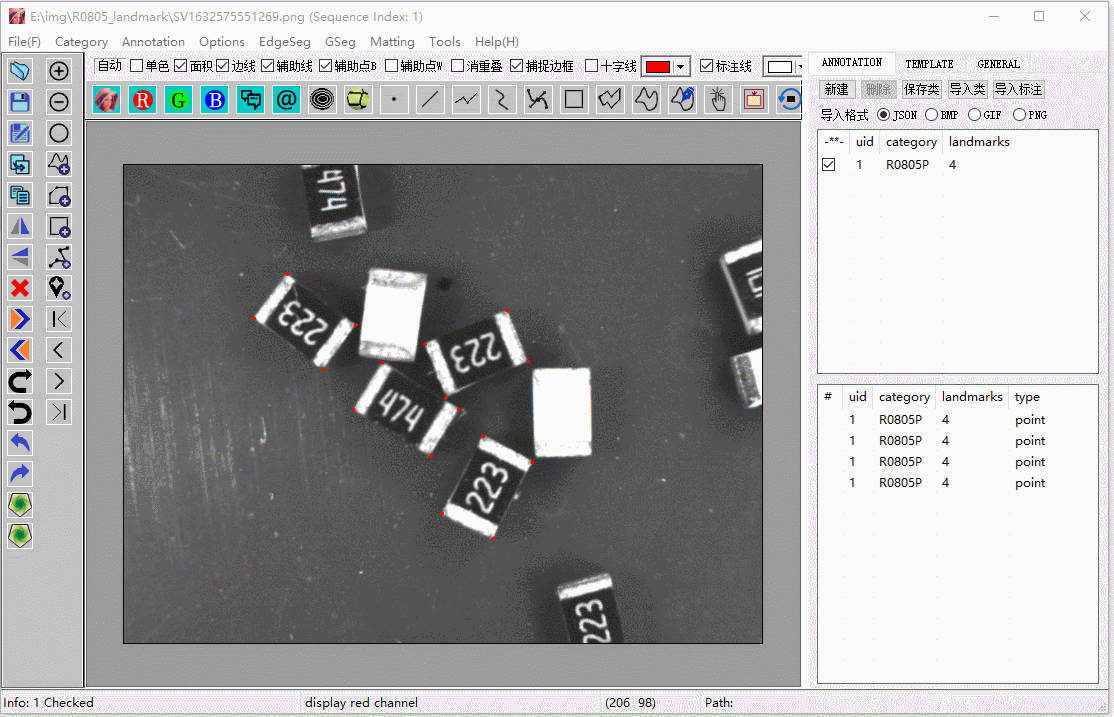 E:\img\R0805_landmark\SV1632575551269.png (Sequence Index: 1)
File(F) Category Annotation Options EdgeSeg GSeg Matting Tools Help(H)
自动 单色 面积 边线 辅助线 辅助点B 辅助点W 消重叠 捕捉边框 十字线 标注线
R G B @
ANNOTATION TEMPLATE GENERAL
新建 删除 保存类 导入类 导入标注
导入格式 JSON BMP GIF PNG
-**- uid category landmarks
1 R0805P 4
# uid category landmarks type
1 R0805P 4 point
1 R0805P 4 point
1 R0805P 4 point
1 R0805P 4 point
474
223
223
474
223
223
Info: 1 Checked display red channel (206 98) Path: